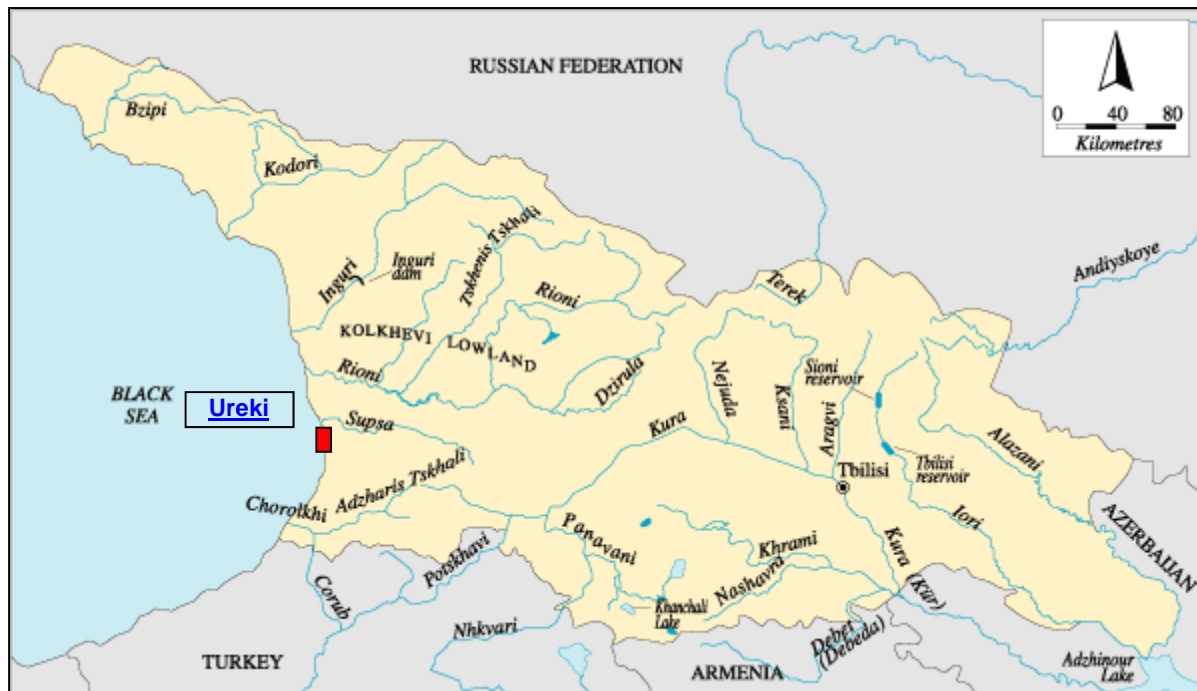 RUSSIAN FEDERATION
0 40 80
Kilometres
Bzipi
Kodori
Tskhenis Tskhali
Inguri
Inguri
dam
Andiyskoye
Terek
Rioni
KOLKHEVI LOWLAND
Rioni
Dzirula
Nejuda
Ksani
Sioni
reservoir
Aragvi
BLACK
SEA
Ureki
Supsa
Kura
Alazani
Tbilisi
Tbilisi
reservoir
Adzharis Tskhali
Chorolkhi
Panavani
Khrami
Iori
AZERBAIJAN
Kura (Kür)
Corub
Potskhavi
Nashavra
Khanchali
Lake
Nhkvari
Debet
(Debeda)
TURKEY
ARMENIA
Adzhinour
Lake